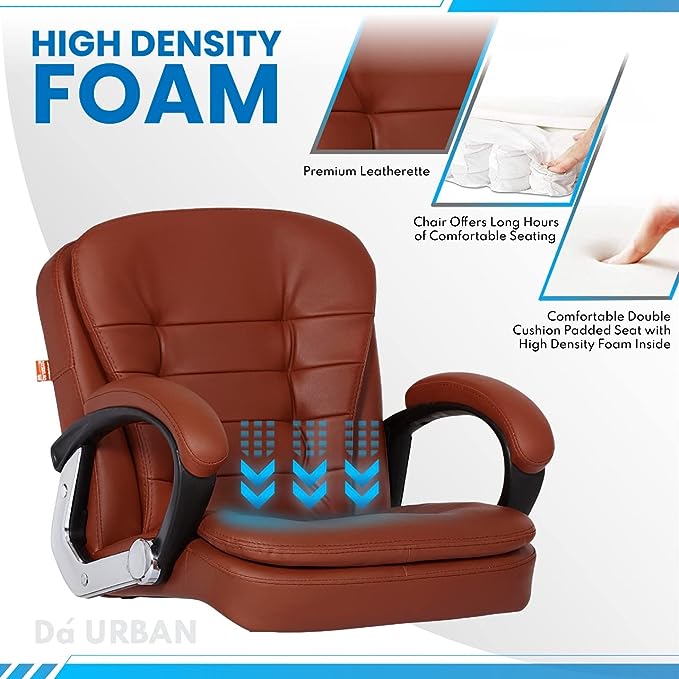 HIGH DENSITY
FOAM
Premium Leatherette
Chair Offers Long Hours
of Comfortable Seating
Comfortable Double
Cushion Padded Seat with
High Density Foam Inside
Dá URBAN